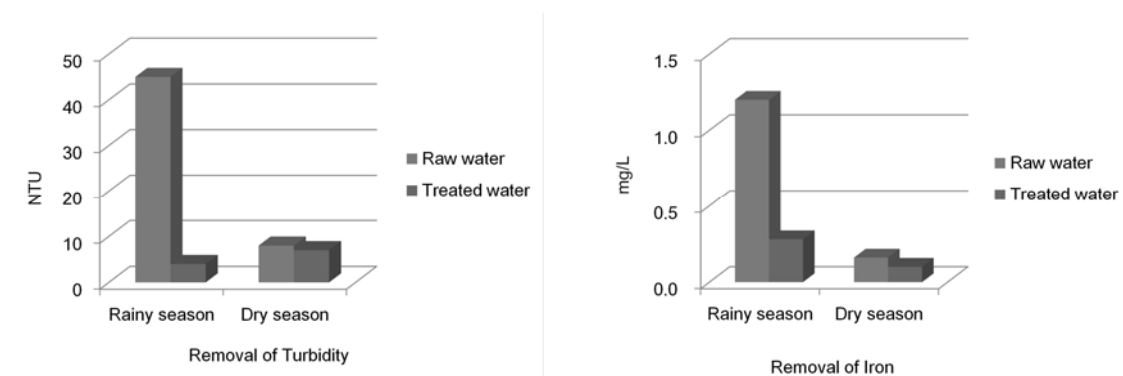 50
40
30
20
10
0
NTU
Rainy season Dry season
Raw water
Treated water
Removal of Turbidity
1.5
1.0
0.5
0.0
mg/L
Rainy season Dry season
Raw water
Treated water
Removal of Iron